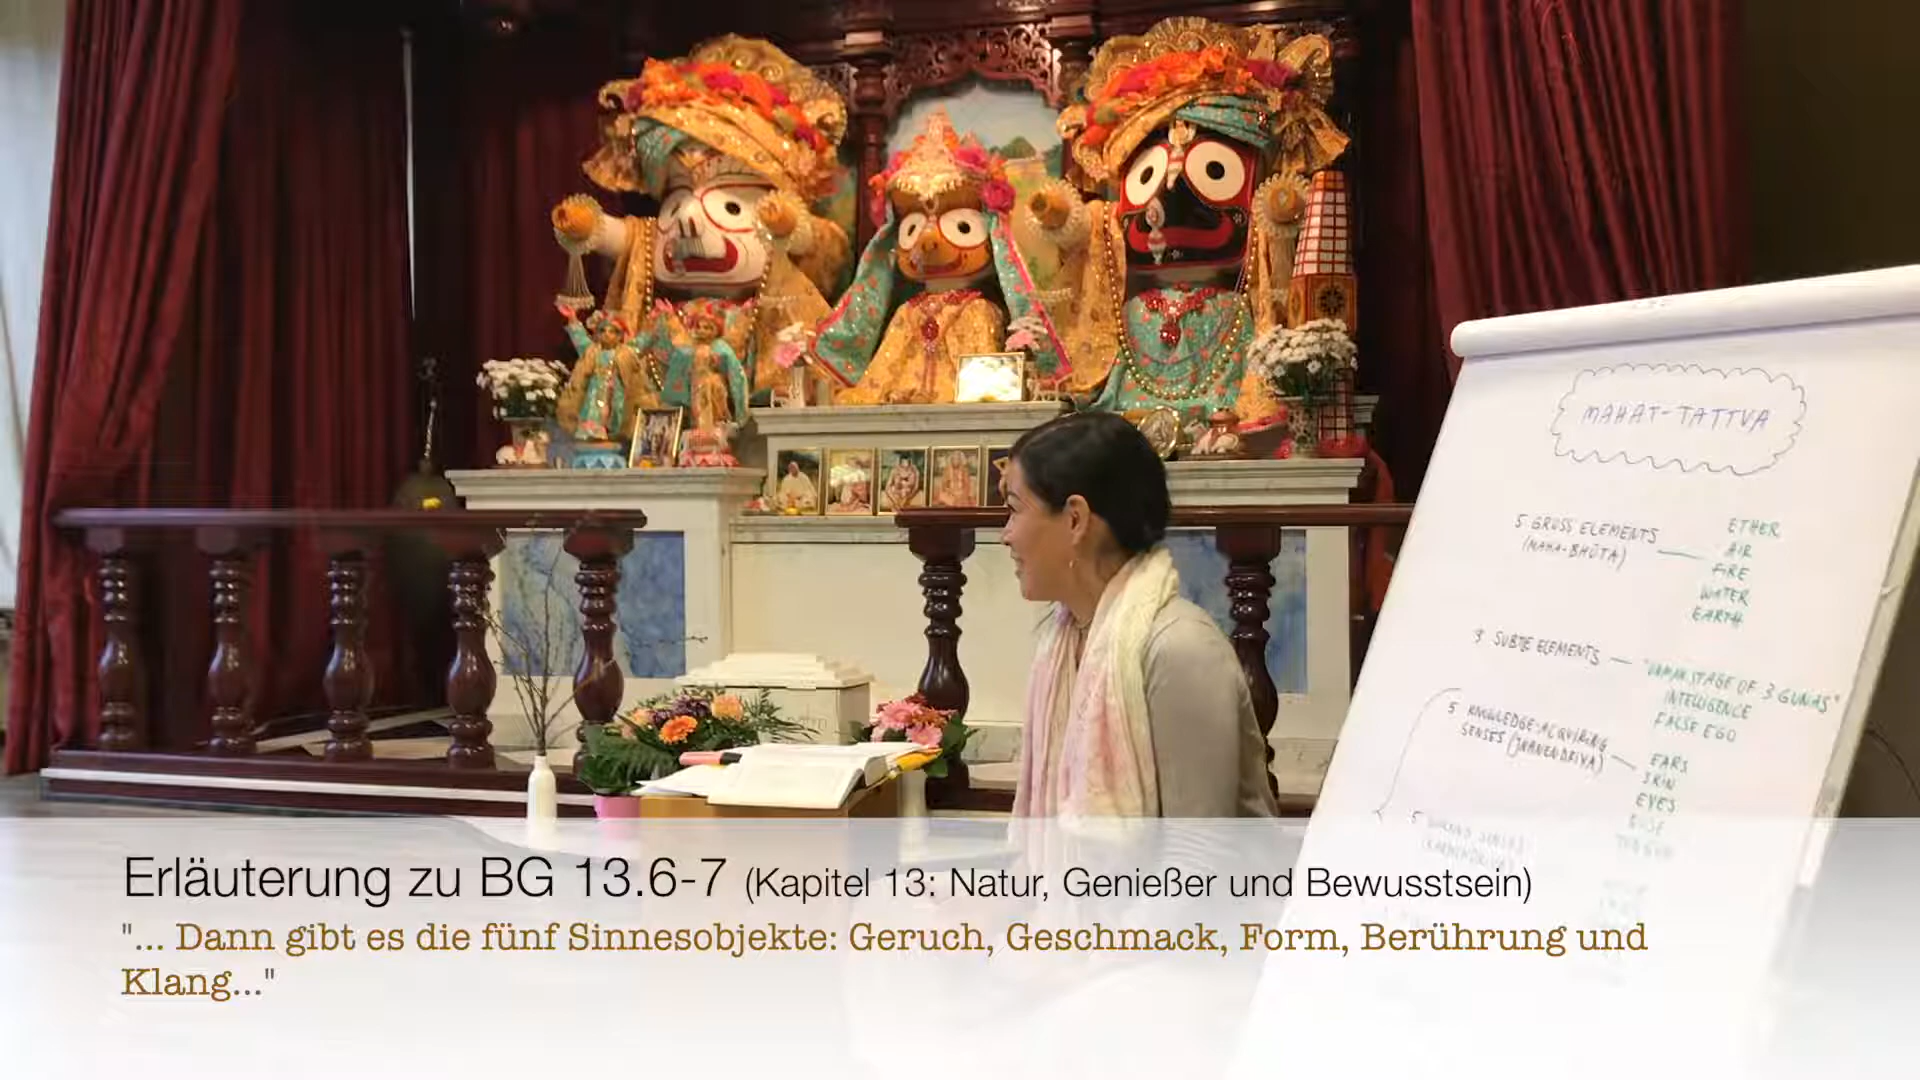 MAHAT-TATTVA
5 GROSS ELEMENTS
(MAHA-BHŪTA)
ETHER
AIR
FIRE
WATER
EARTH
3 SUBTLE ELEMENTS
STAGE OF 3 GUNAS"
INTELLIGENCE
FALSE EGO
5 KNOWLEDGE-ACQUIRING
SENSES (JNANENDRIYA)
EARS
SKIN
EYES
Erläuterung zu BG 13.6-7 (Kapitel 13: Natur, Genießer und Bewusstsein)
"... Dann gibt es die fünf Sinnesobjekte: Geruch, Geschmack, Form, Berührung und
Klang..."